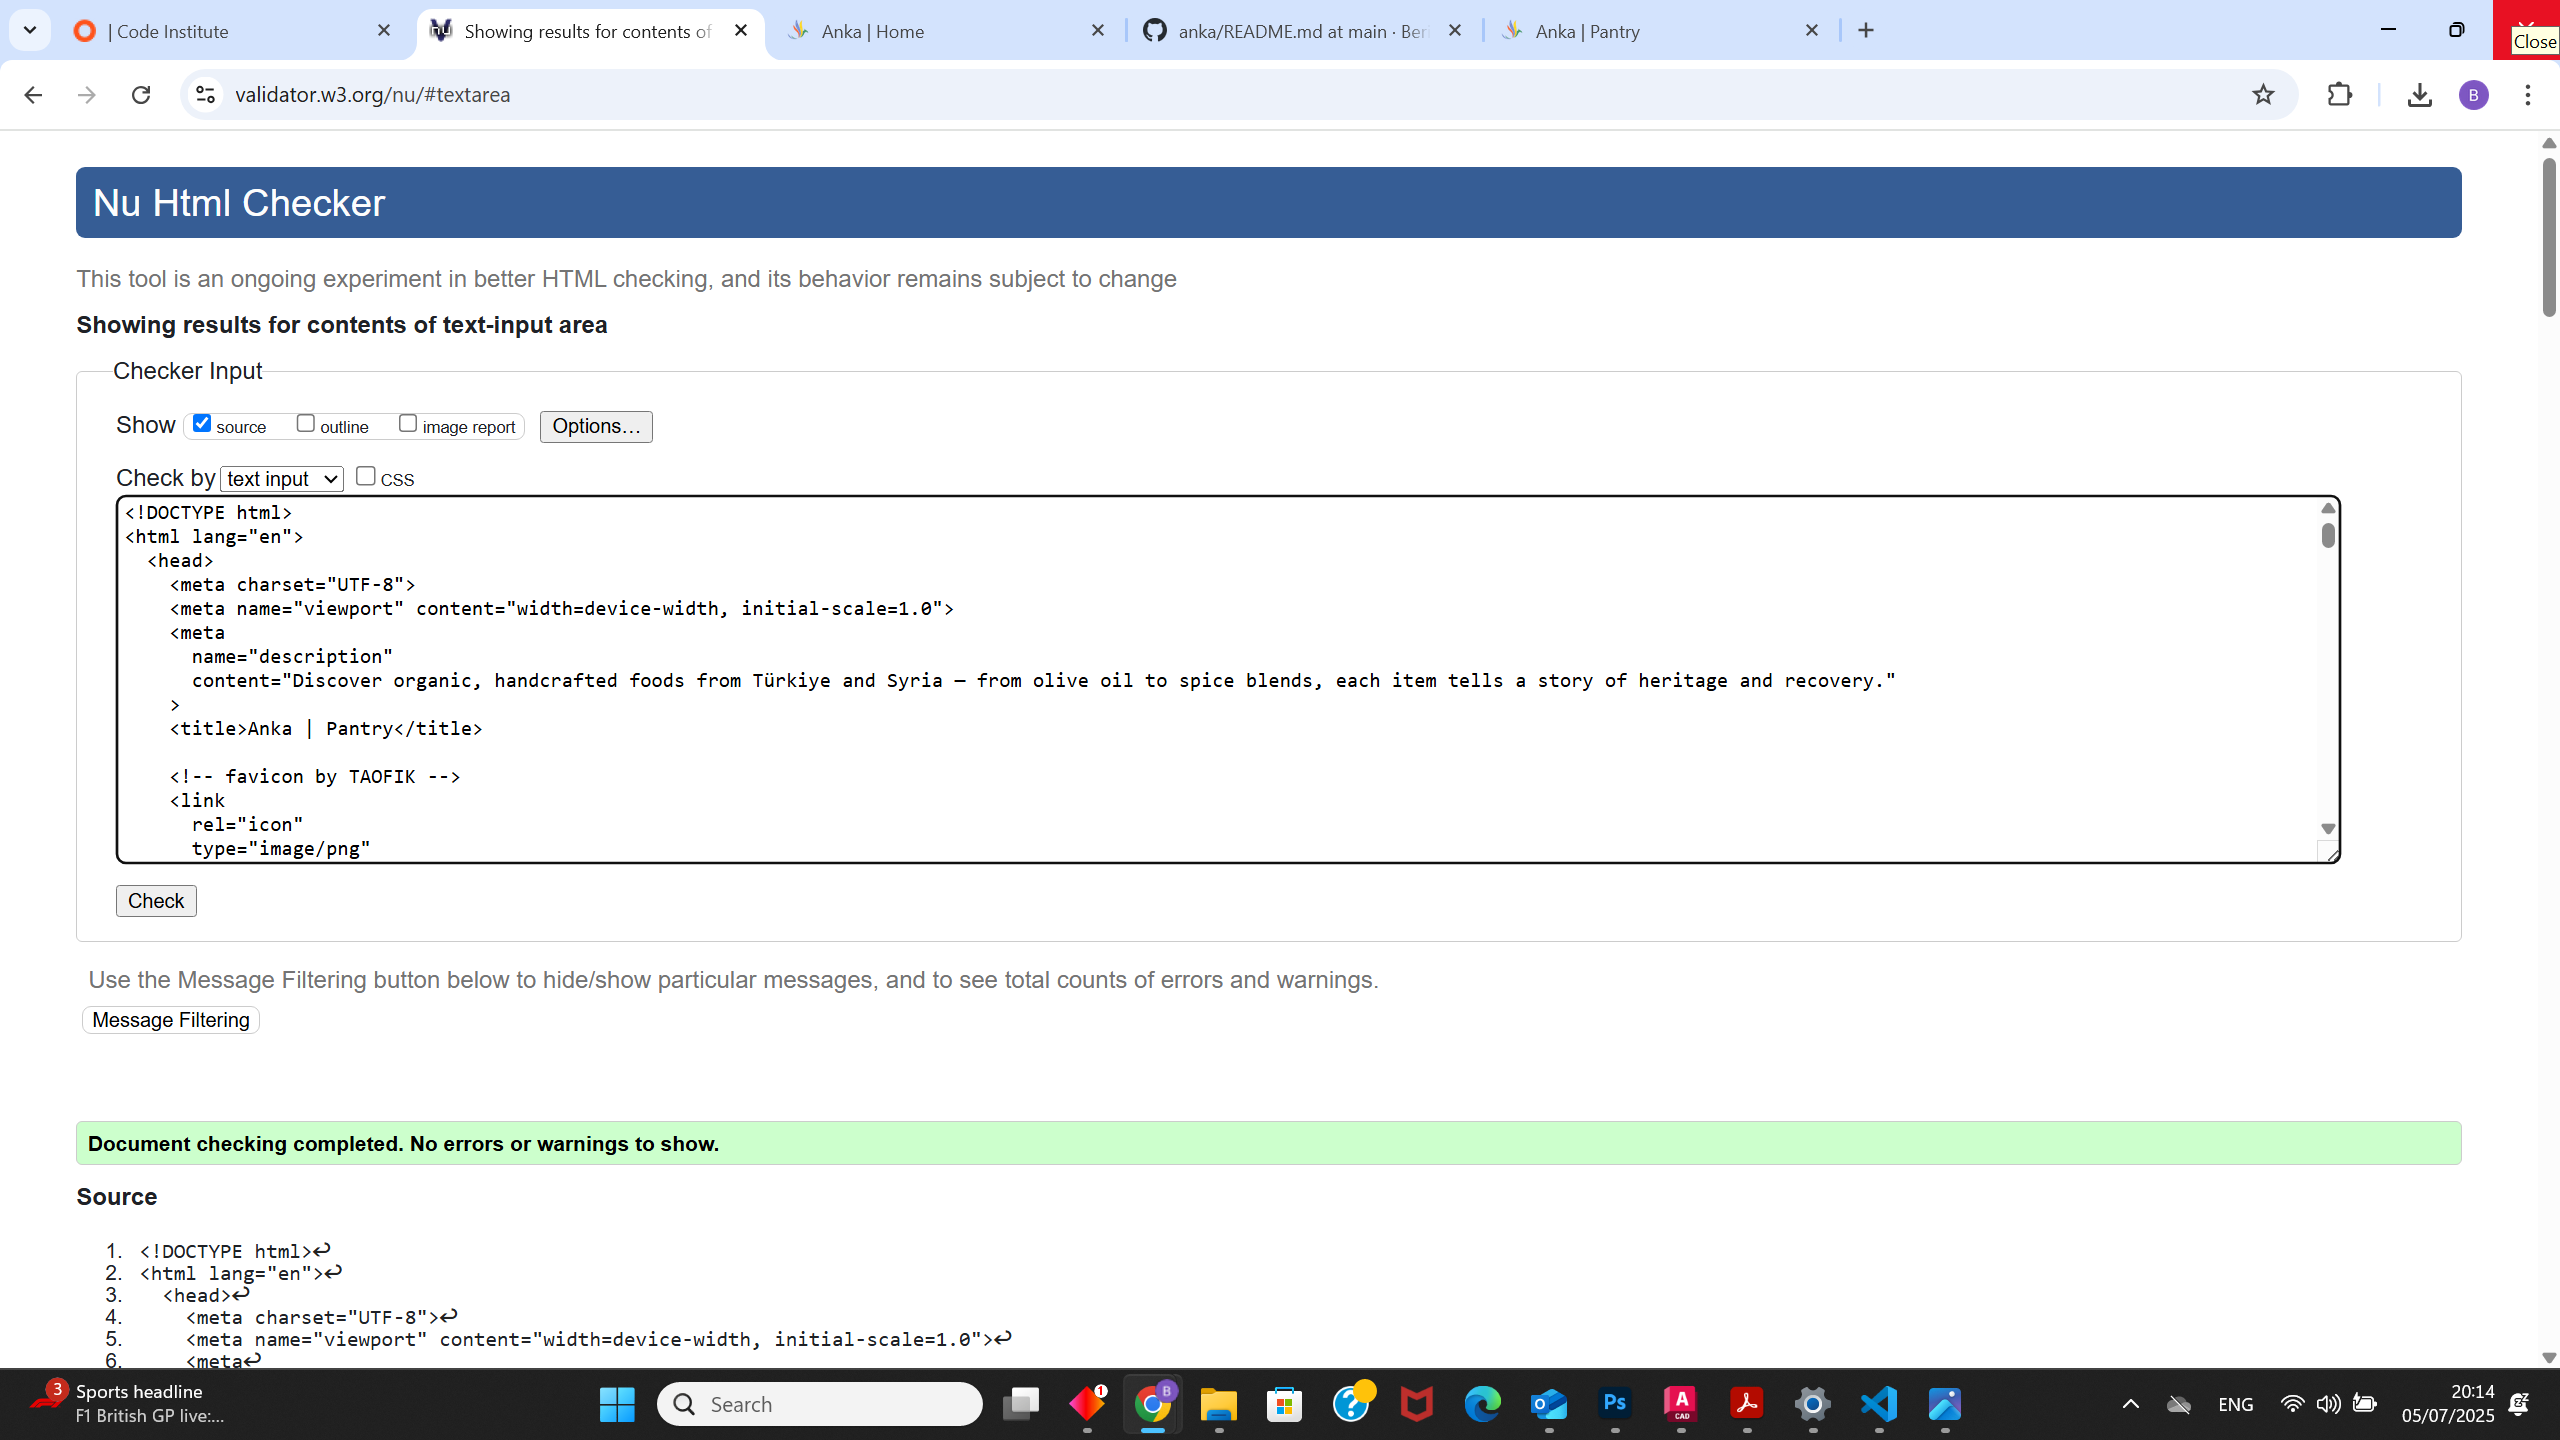 | Code Institute
Showing results for contents of
Anka | Home
anka/README.md at main · Ber
Anka | Pantry
Close
validator.w3.org/nu/#textarea
B
Nu Html Checker
This tool is an ongoing experiment in better HTML checking, and its behavior remains subject to change
Showing results for contents of text-input area
Checker Input
Show source outline image report Options...
Check by text input CSS
<!DOCTYPE html>
<html lang="en">
<head>
<meta charset="UTF-8">
<meta name="viewport" content="width=device-width, initial-scale=1.0">
<meta
name="description"
content="Discover organic, handcrafted foods from Türkiye and Syria — from olive oil to spice blends, each item tells a story of heritage and recovery."
>
<title>Anka | Pantry</title>
<!-- favicon by TAOFIK -->
<link
rel="icon"
type="image/png"
Check
Use the Message Filtering button below to hide/show particular messages, and to see total counts of errors and warnings.
Message Filtering
Document checking completed. No errors or warnings to show.
Source
1. <!DOCTYPE html>↩
2. <html lang="en">↩
3. <head>↩
4. <meta charset="UTF-8">↩
5. <meta name="viewport" content="width=device-width, initial-scale=1.0">↩
6. <meta↩
3
Sports headline
F1 British GP live:...
Search
1
B
Ps
A
CAD
ENG
20:14
05/07/2025